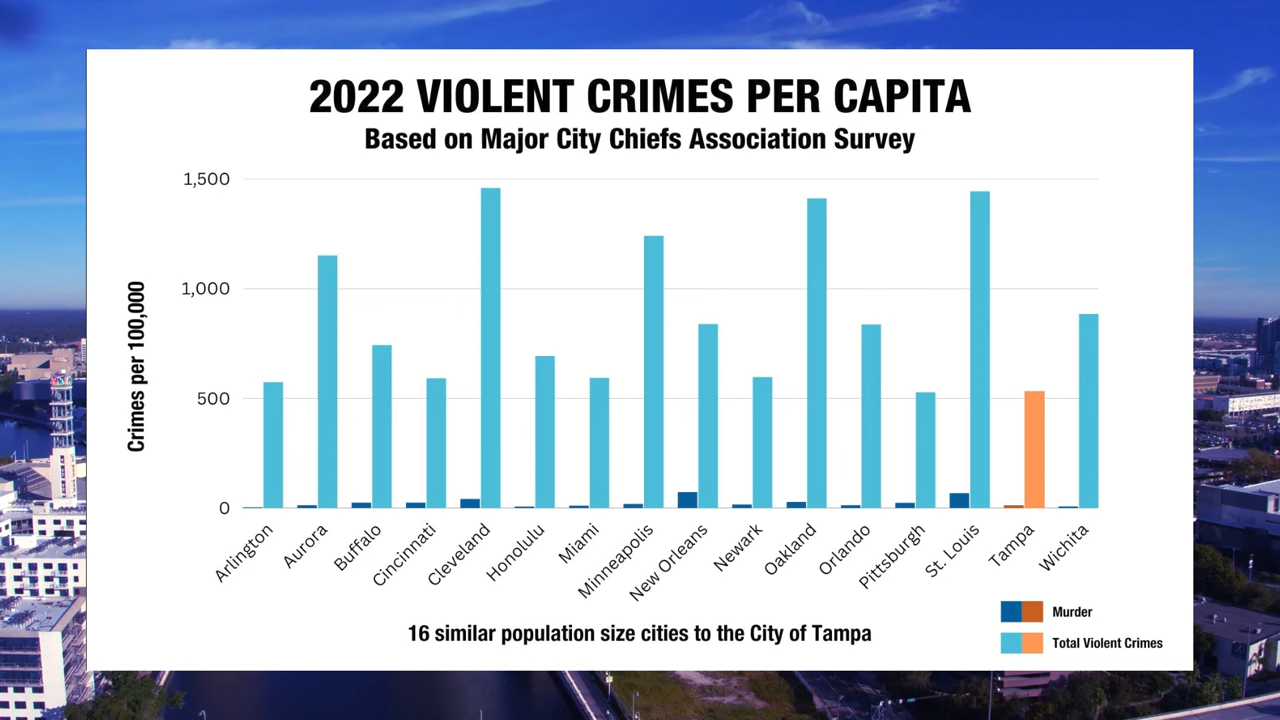 2022 VIOLENT CRIMES PER CAPITA
Based on Major City Chiefs Association Survey
1,500
1,000
500
0
Crimes per 100,000
Arlington
Aurora
Buffalo
Cincinnati
Cleveland
Honolulu
Miami
Minneapolis
New Orleans
Newark
Oakland
Orlando
Pittsburgh
St. Louis
Tampa
Wichita
Murder
Total Violent Crimes
16 similar population size cities to the City of Tampa